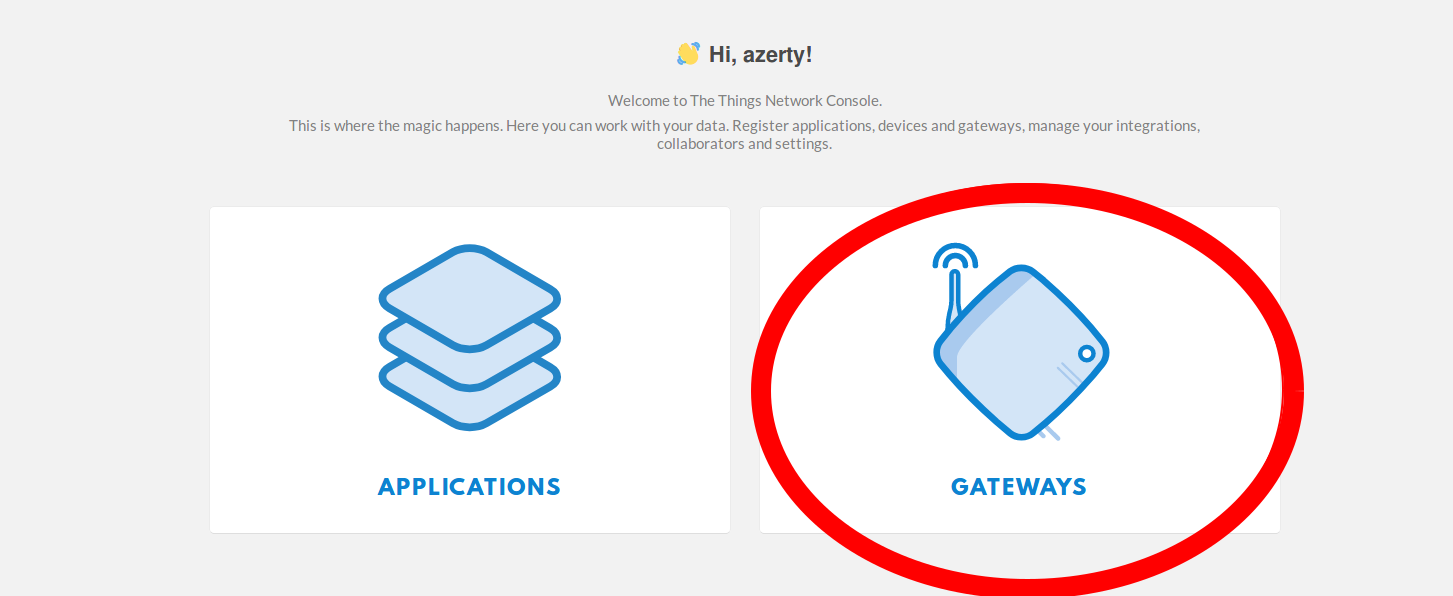 Hi, azerty!
Welcome to The Things Network Console.
This is where the magic happens. Here you can work with your data. Register applications, devices and gateways, manage your integrations,
collaborators and settings.
APPLICATIONS
GATEWAYS